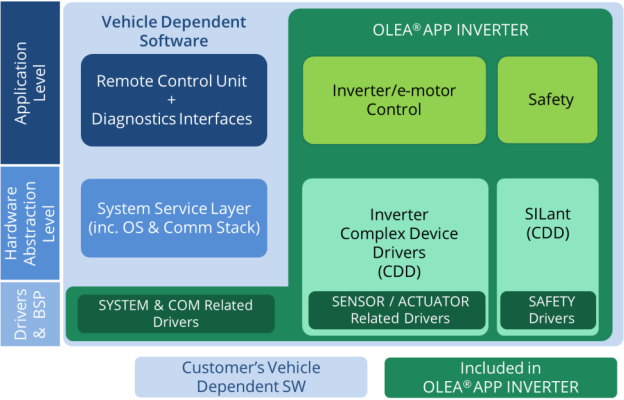 Application
Level
Hardware
Abstraction
Level
Drivers
& BSP
Vehicle Dependent
Software
Remote Control Unit
+
Diagnostics Interfaces
System Service Layer
(inc. OS & Comm Stack)
SYSTEM & COM Related
Drivers
OLEA® APP INVERTER
Inverter/e-motor
Control
Safety
Inverter
Complex Device
Drivers
(CDD)
SILant
(CDD)
SENSOR / ACTUATOR
Related Drivers
SAFETY
Drivers
Customer's Vehicle
Dependent SW
Included in
OLEA® APP INVERTER